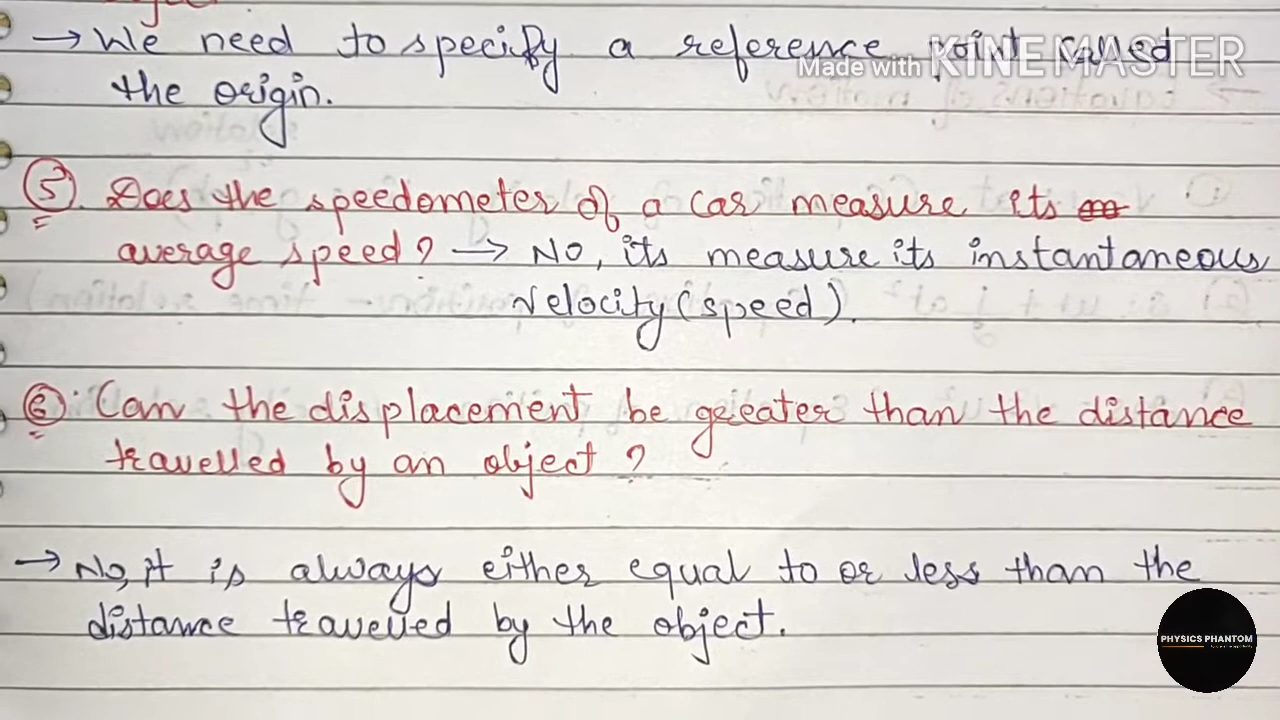 → We need to specify a reference point called
Made with KINEMASTER
the origin.
5. Does the speedometer of a car measure its
average speed? → No, its measure its instantaneous
velocity (speed).
6. Can the displacement be greater than the distance
travelled by an object?
→ No, it is always either equal to or less than the
distance travelled by the object.
PHYSICS PHANTOM